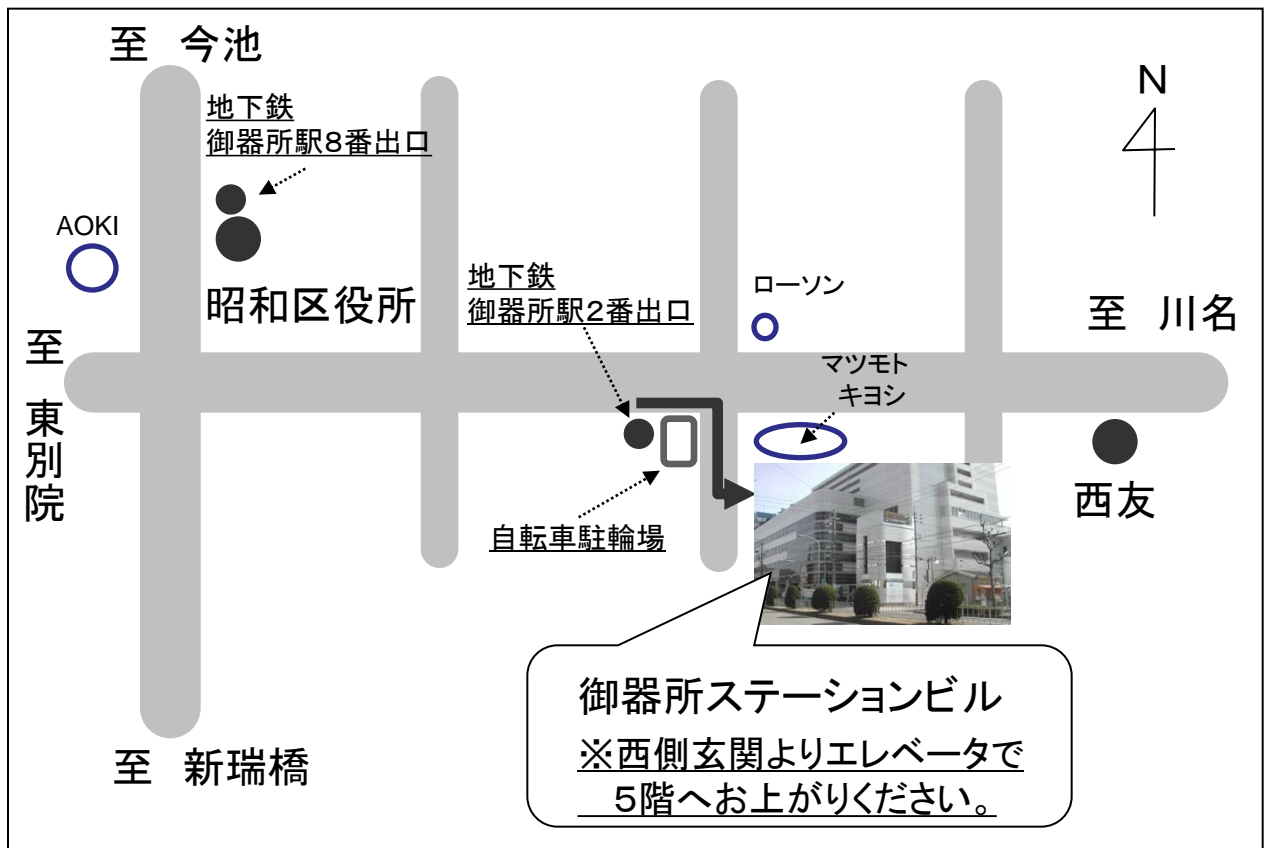 至 今池
N
地下鉄
御器所駅8番出口
AOKI
地下鉄
御器所駅2番出口
ローソン
昭和区役所
至 川名
至 東別院
マツモト
キヨシ
西友
自転車駐輪場
御器所ステーションビル
※西側玄関よりエレベータで
5階へお上がりください。
至 新瑞橋